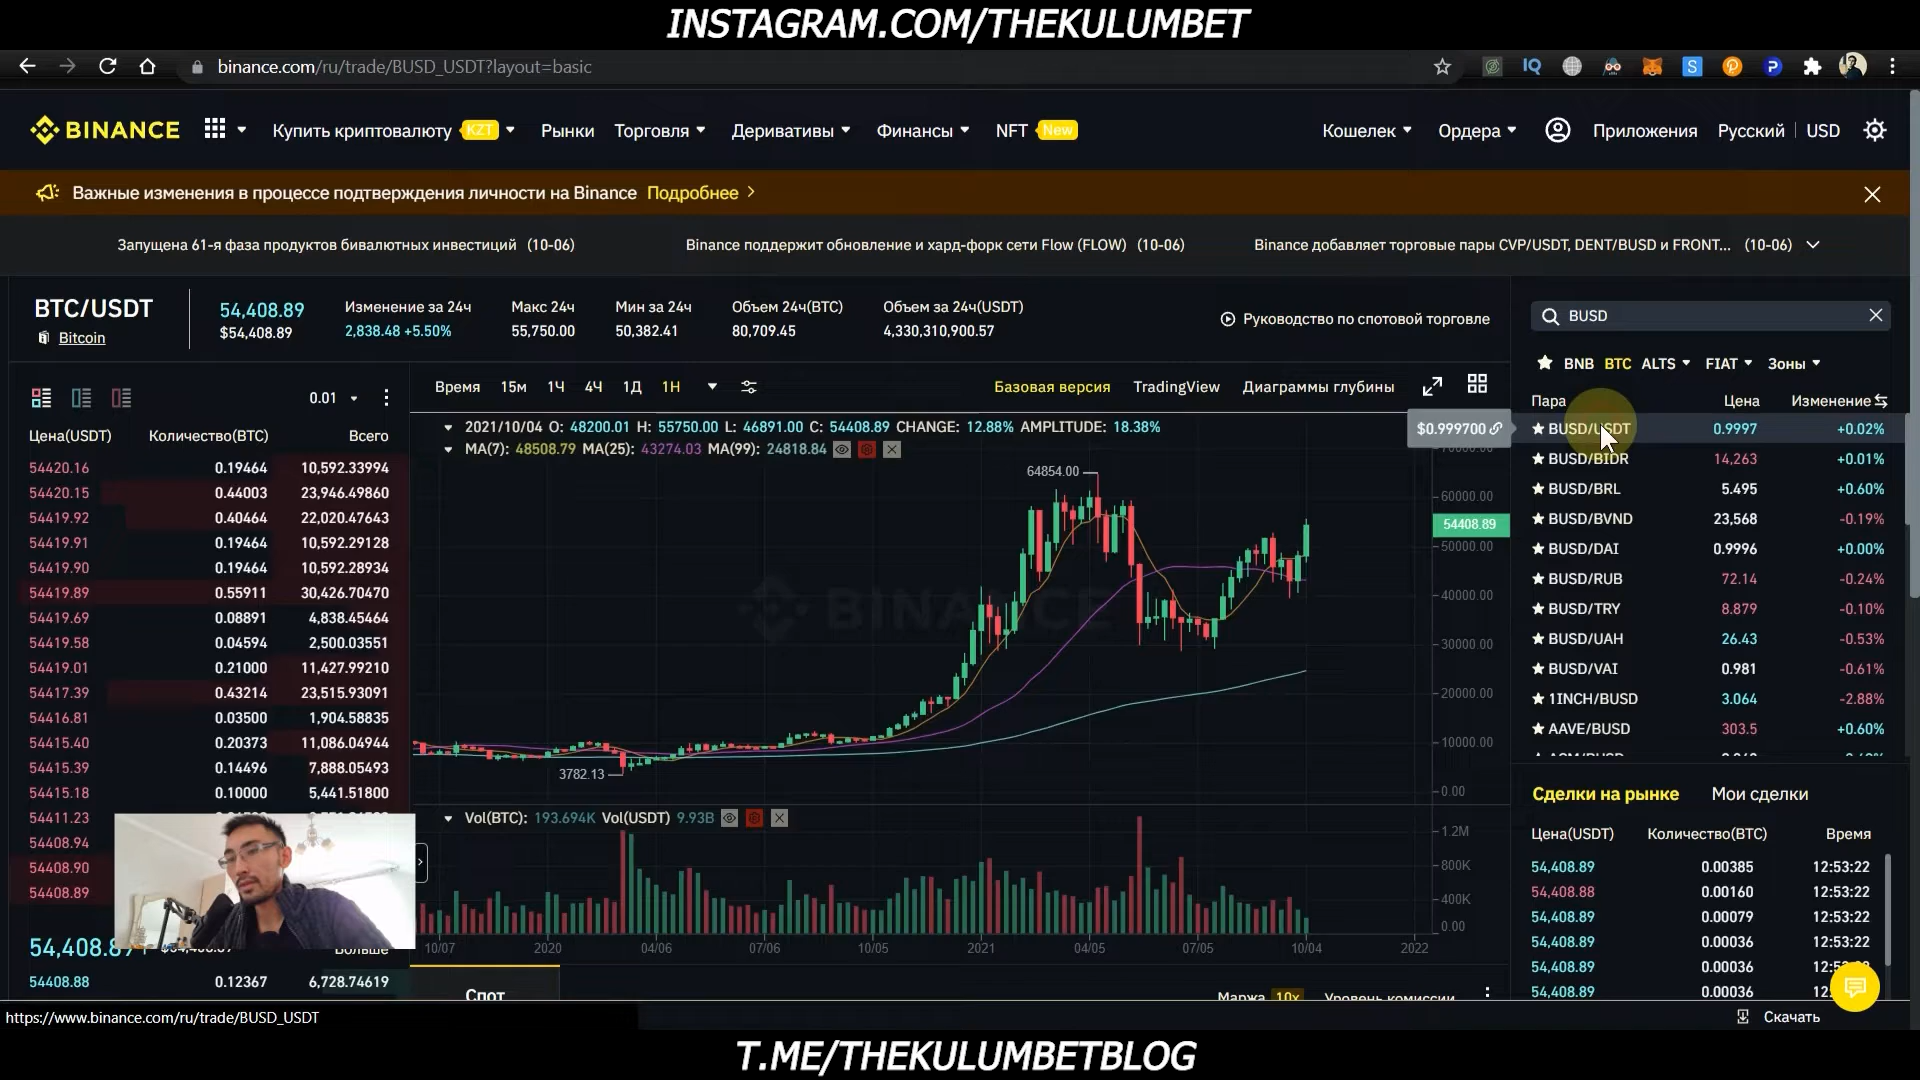 INSTAGRAM.COM/THEKULUMBET
binance.com/ru/trade/BUSD_USDT?layout=basic
BINANCE
Купить криптовалюту KZT Рынки Торговля Деривативы Финансы NFT New Кошелек Ордера Приложения Русский USD
Важные изменения в процессе подтверждения личности на Binance Подробнее >
Запущена 61-я фаза продуктов бивалютных инвестиций (10-06) Binance поддержит обновление и хард-форк сети Flow (FLOW) (10-06) Binance добавляет торговые пары CVP/USDT, DENT/BUSD и FRONT... (10-06)
BTC/USDT
Bitcoin
54,408.89
$54,408.89
Изменение за 24ч
2,838.48 +5.50%
Макс 24ч
55,750.00
Мин за 24ч
50,382.41
Объем 24ч(BTC)
80,709.45
Объем за 24ч(USDT)
4,330,310,900.57
Руководство по спотовой торговле
0.01
Цена(USDT) Количество(BTC) Всего
54420.16 0.19464 10,592.33994
54420.15 0.44003 23,946.49860
54419.92 0.40464 22,020.47643
54419.91 0.19464 10,592.29128
54419.90 0.19464 10,592.28934
54419.89 0.55911 30,426.70470
54419.69 0.08891 4,838.45464
54419.58 0.04594 2,500.03551
54419.01 0.21000 11,427.99210
54417.39 0.43214 23,515.93091
54416.81 0.03500 1,904.58835
54415.40 0.20373 11,086.04944
54415.39 0.14496 7,888.05493
54415.18 0.10000 5,441.51800
54411.23
54408.94
54408.90
54408.89
54,408.89
Больше
54408.88 0.12367 6,728.74619
Время 15м 1Ч 4Ч 1Д 1Н
Базовая версия TradingView Диаграммы глубины
2021/10/04 O: 48200.01 H: 55750.00 L: 46891.00 C: 54408.89 CHANGE: 12.88% AMPLITUDE: 18.38%
MA(7): 48508.79 MA(25): 43274.03 MA(99): 24818.84
64854.00
60000.00
54408.89
50000.00
BINANCE
40000.00
30000.00
20000.00
10000.00
3782.13
0.00
Vol(BTC): 193.694K Vol(USDT) 9.93B
1.2M
800K
400K
0.00
10/07 2020 04/06 07/06 10/05 2021 04/05 07/05 10/04 2022
Спот
Маржа 10x Уровень комиссии
BUSD
BNB BTC ALTS FIAT Зоны
Пара Цена Изменение
$0.999700
BUSD/USDT 0.9997 +0.02%
BUSD/BIDR 14,263 +0.01%
BUSD/BRL 5.495 +0.60%
BUSD/BVND 23,568 -0.19%
BUSD/DAI 0.9996 +0.00%
BUSD/RUB 72.14 -0.24%
BUSD/TRY 8.879 -0.10%
BUSD/UAH 26.43 -0.53%
BUSD/VAI 0.981 -0.61%
1INCH/BUSD 3.064 -2.88%
AAVE/BUSD 303.5 +0.60%
Сделки на рынке Мои сделки
Цена(USDT) Количество(BTC) Время
54,408.89 0.00385 12:53:22
54,408.88 0.00160 12:53:22
54,408.89 0.00079 12:53:22
54,408.89 0.00036 12:53:22
54,408.89 0.00036
54,408.89 0.00036
https://www.binance.com/ru/trade/BUSD_USDT
Скачать
T.ME/THEKULUMBETBLOG